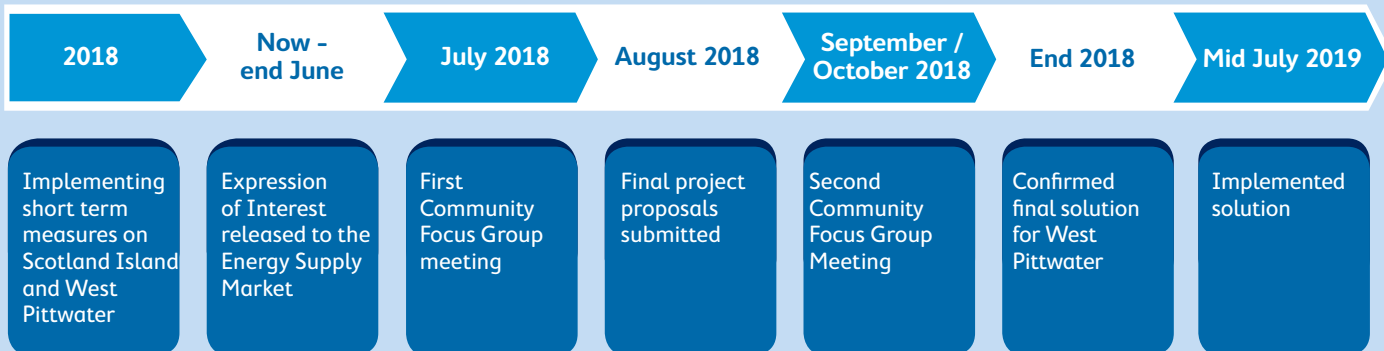 2018
Now -
end June
July 2018
August 2018
September /
October 2018
End 2018
Mid July 2019
Implementing
short term
measures on
Scotland Island
and West
Pittwater
Expression
of Interest
released to the
Energy Supply
Market
First
Community
Focus Group
meeting
Final project
proposals
submitted
Second
Community
Focus Group
Meeting
Confirmed
final solution
for West
Pittwater
Implemented
solution